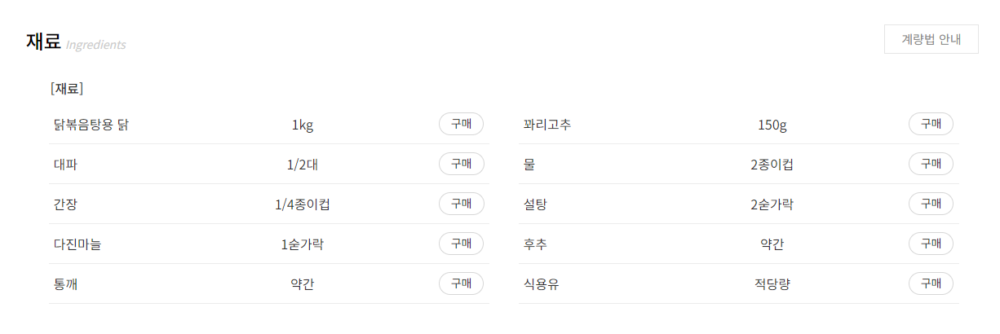 재료 Ingredients
계량법 안내
[재료]
닭볶음탕용 닭 1kg 구매 꽈리고추 150g 구매
대파 1/2대 구매 물 2종이컵 구매
간장 1/4종이컵 구매 설탕 2숟가락 구매
다진마늘 1숟가락 구매 후추 약간 구매
통깨 약간 구매 식용유 적당량 구매